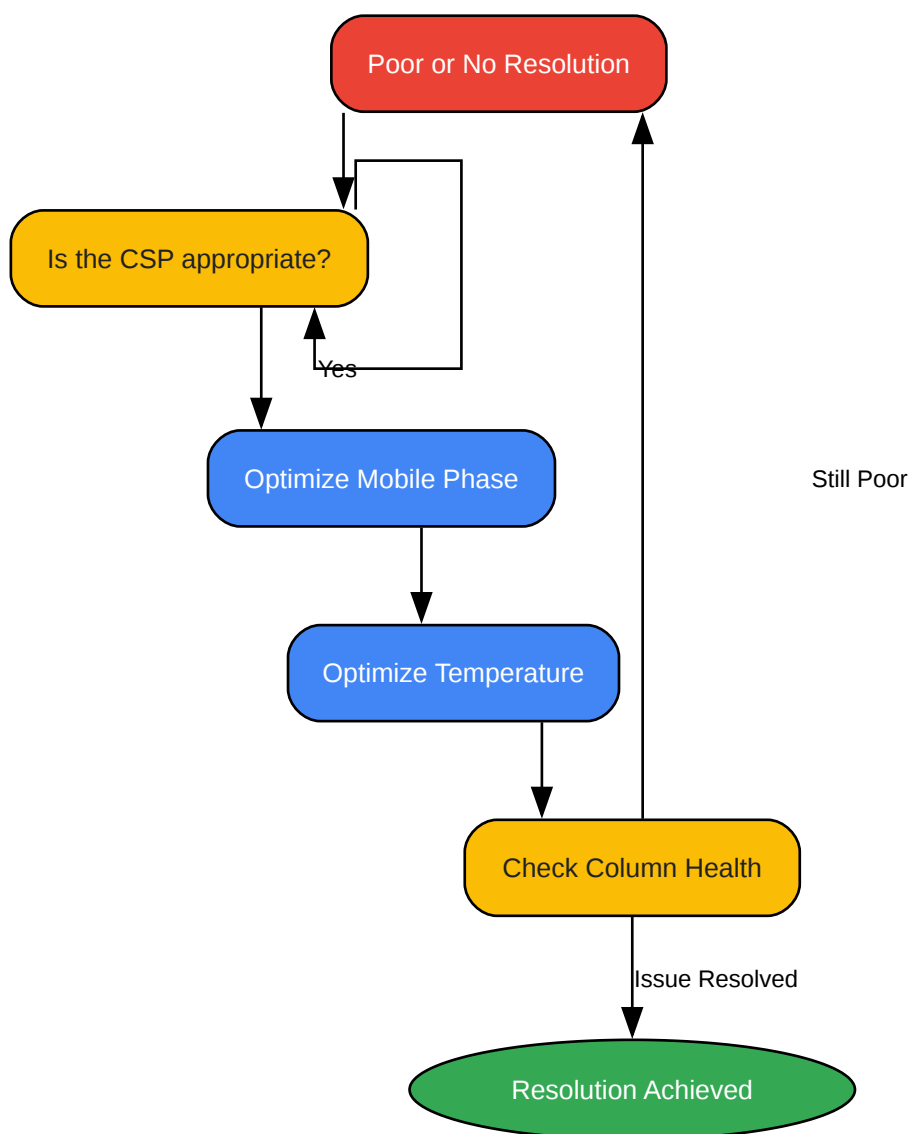 Poor or No Resolution
Is the CSP appropriate?
Yes
Optimize Mobile Phase
Still Poor
Optimize Temperature
Check Column Health
Issue Resolved
Resolution Achieved